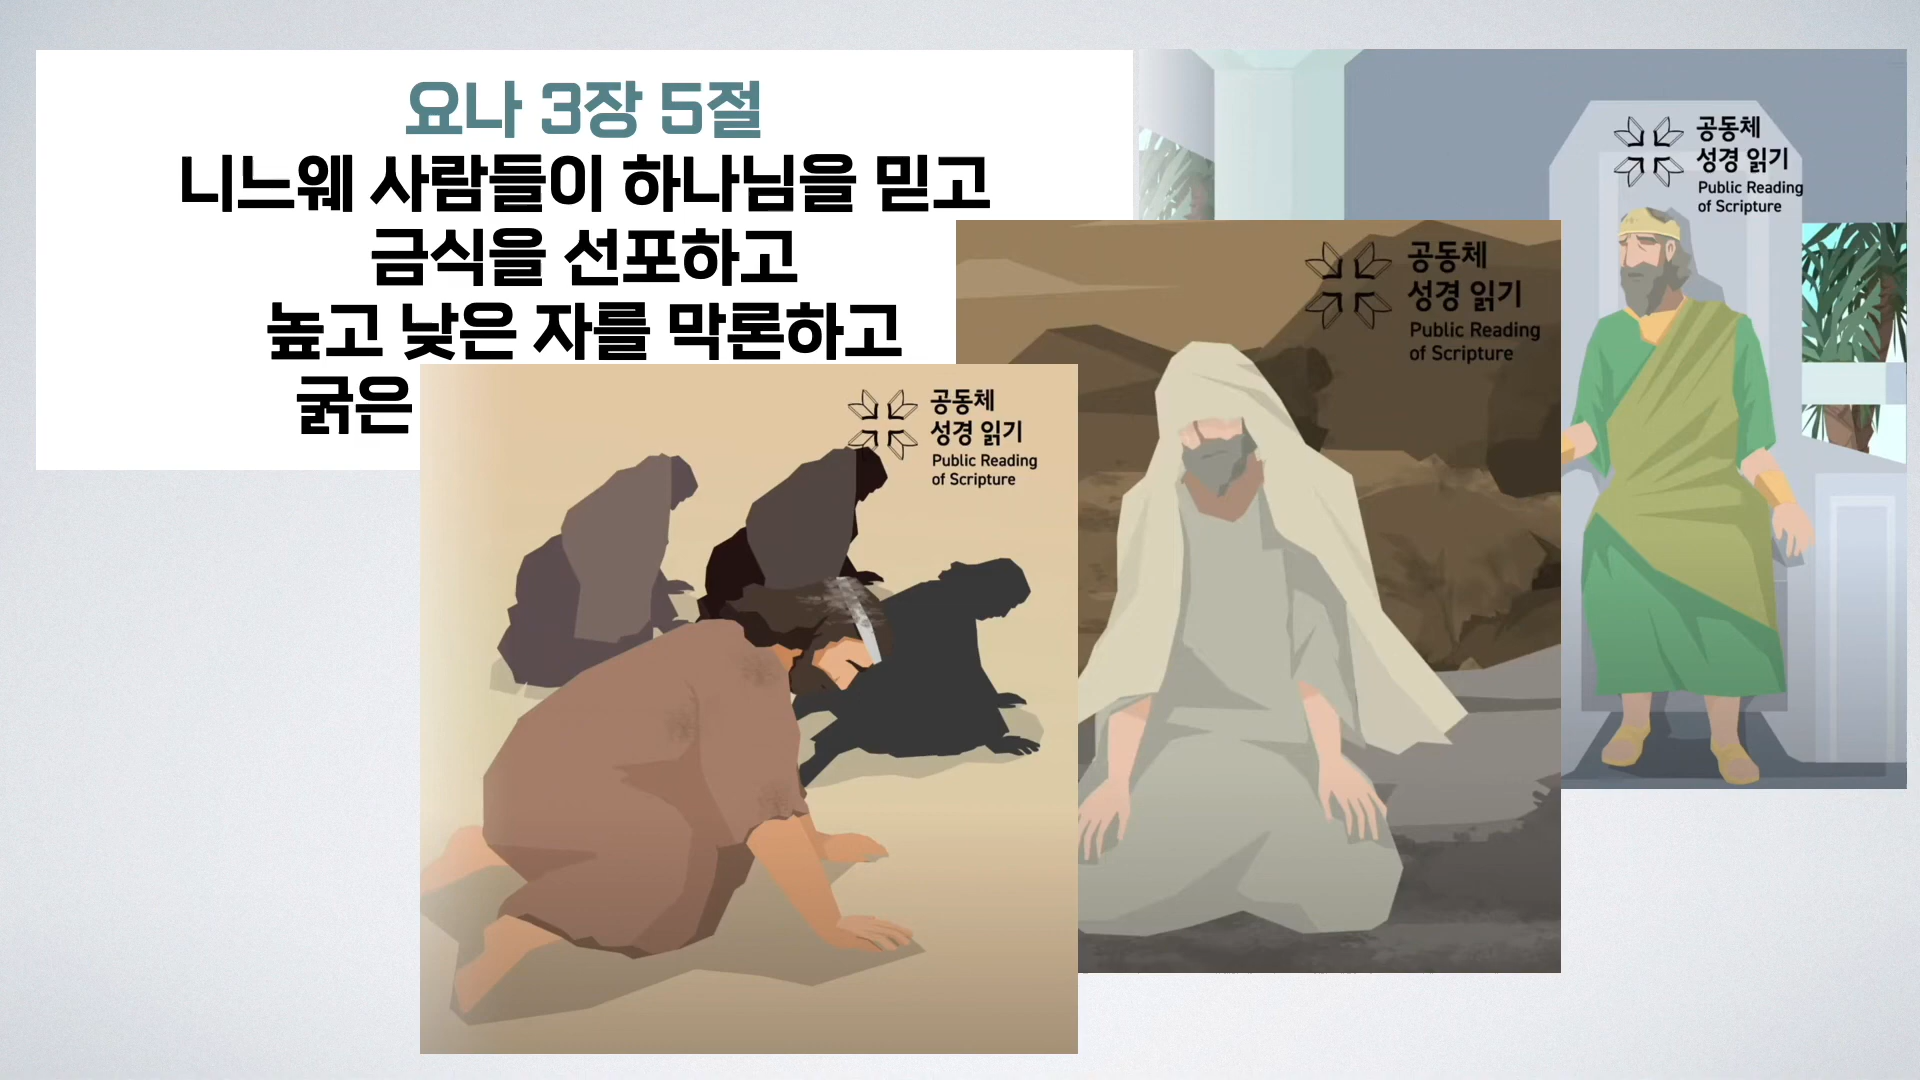 요나 3장 5절
니느웨 사람들이 하나님을 믿고
금식을 선포하고
높고 낮은 자를 막론하고
굵은
공동체
성경 읽기
Public Reading
of Scripture
공동체
성경 읽기
Public Reading
of Scripture
공동체
성경 읽기
Public Reading
of Scripture